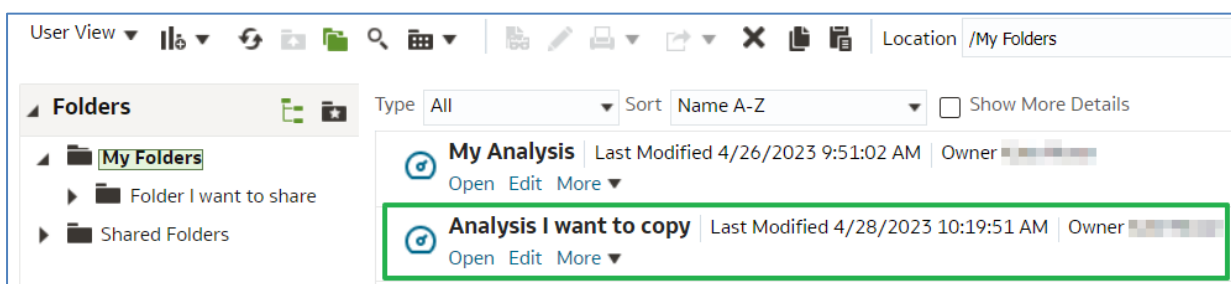 User View Location /My Folders
Folders Type All Sort Name A-Z Show More Details
My Folders
Folder I want to share
Shared Folders
My Analysis Last Modified 4/26/2023 9:51:02 AM Owner
Open Edit More
Analysis I want to copy Last Modified 4/28/2023 10:19:51 AM Owner
Open Edit More